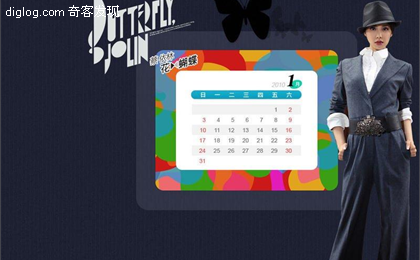 diglog.com 奇客发现
BUTTERFLY,
JOLIN
蔡依林
花蝴蝶
2010 1 月
日 一 二 三 四 五 六
1 2
3 4 5 6 7 8 9
10 11 12 13 14 15 16
17 18 19 20 21 22 23
24 25 26 27 28 29 30
31